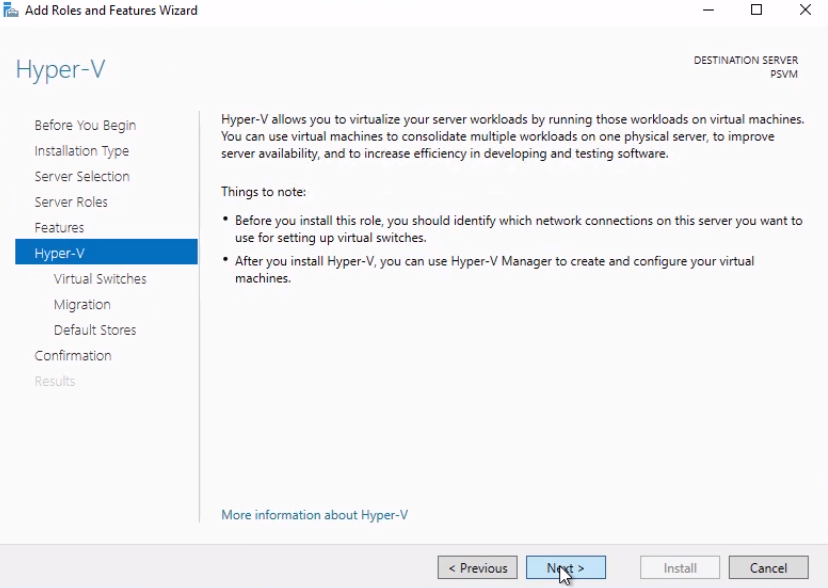 Add Roles and Features Wizard
Hyper-V
DESTINATION SERVER
PSVM
Before You Begin
Installation Type
Server Selection
Server Roles
Features
Hyper-V
Virtual Switches
Migration
Default Stores
Confirmation
Results
Hyper-V allows you to virtualize your server workloads by running those workloads on virtual machines.
You can use virtual machines to consolidate multiple workloads on one physical server, to improve
server availability, and to increase efficiency in developing and testing software.
Things to note:
• Before you install this role, you should identify which network connections on this server you want to
use for setting up virtual switches.
• After you install Hyper-V, you can use Hyper-V Manager to create and configure your virtual
machines.
More information about Hyper-V
< Previous
Next >
Install
Cancel